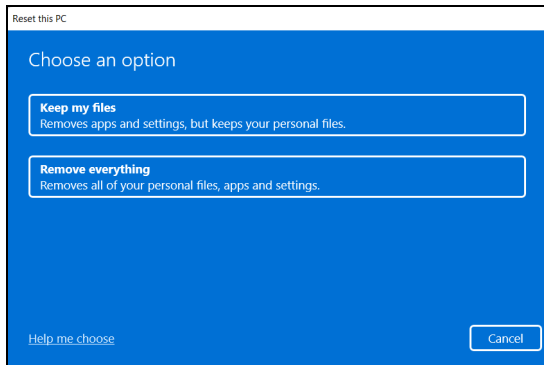 Reset this PC
Choose an option
Keep my files
Removes apps and settings, but keeps your personal files.
Remove everything
Removes all of your personal files, apps and settings.
Help me choose
Cancel